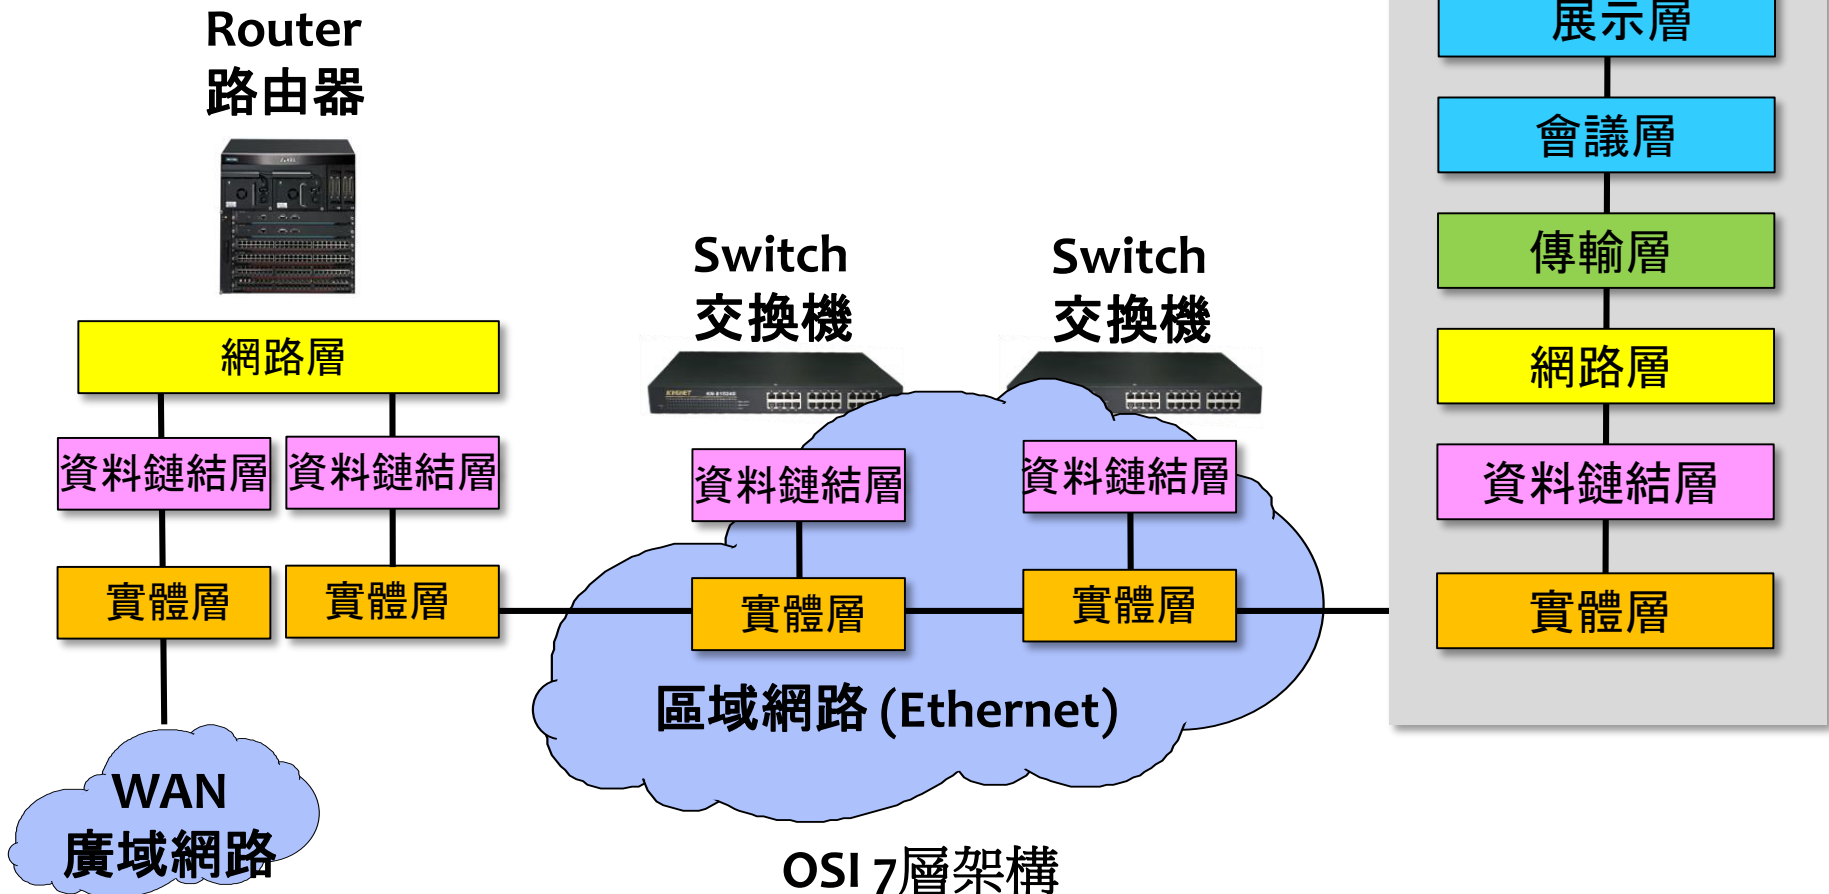 Router
路由器
Switch
交換機
Switch
交換機
網路層
資料鏈結層
資料鏈結層
實體層
實體層
資料鏈結層
實體層
資料鏈結層
實體層
區域網路 (Ethernet)
WAN
廣域網路
展示層
會議層
傳輸層
網路層
資料鏈結層
實體層
OSI 7層架構